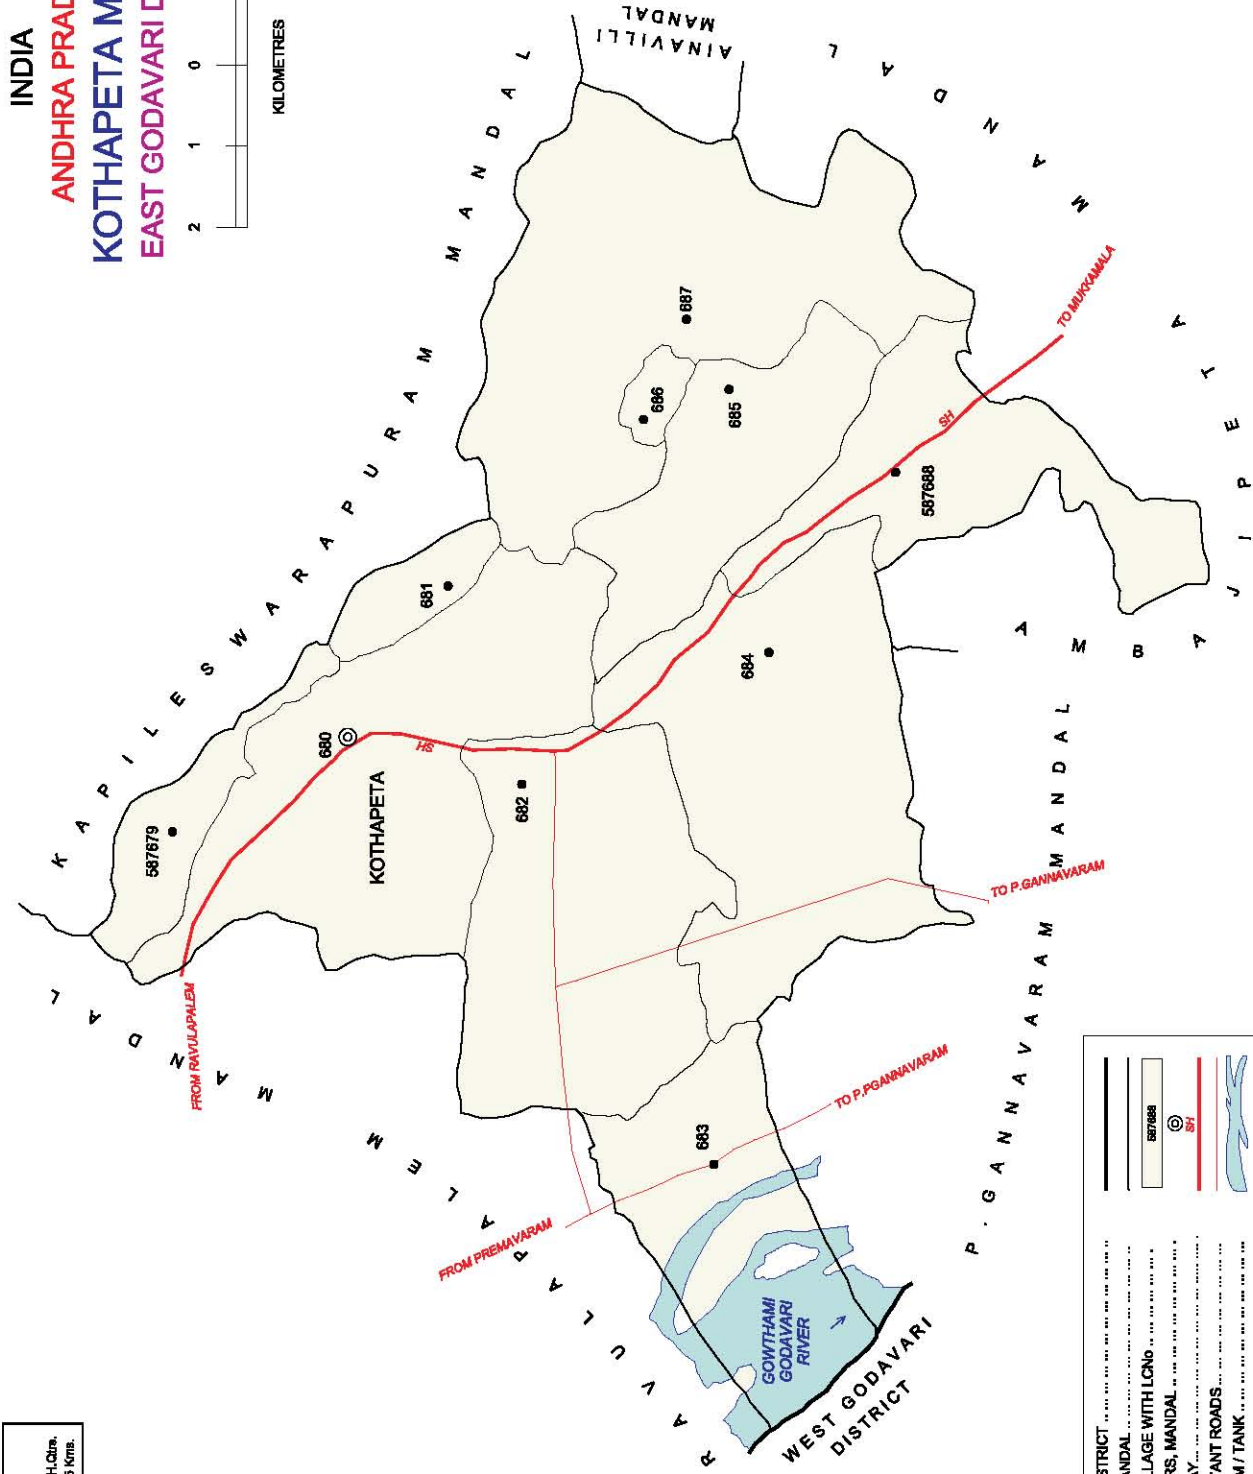 INDIA
ANDHRA PRAD
KOTHAPETA M
EAST GODAVARI D
2 1 0
KILOMETRES
AINAVILLI
MANDAL
KAPILESWARAPURAM MANDAL
AMBAJIPETA MANDAL
P.GANNAVARAM MANDAL
RAVULAPALEM MANDAL
WEST GODAVARI
DISTRICT
587679
680
KOTHAPETA
681
682
683
684
685
686
687
587688
SH
SH
FROM RAVULAPALEM
TO MUKKAMALA
TO P.GANNAVARAM
TO P,PGANNAVARAM
FROM PREMAVARAM
GOWTHAMI
GODAVARI
RIVER
H.Qtrs.
Kms.
STRICT
ANDAL
LAGE WITH LCNo
587688
RS, MANDAL
AY
SH
TANT ROADS
M / TANK